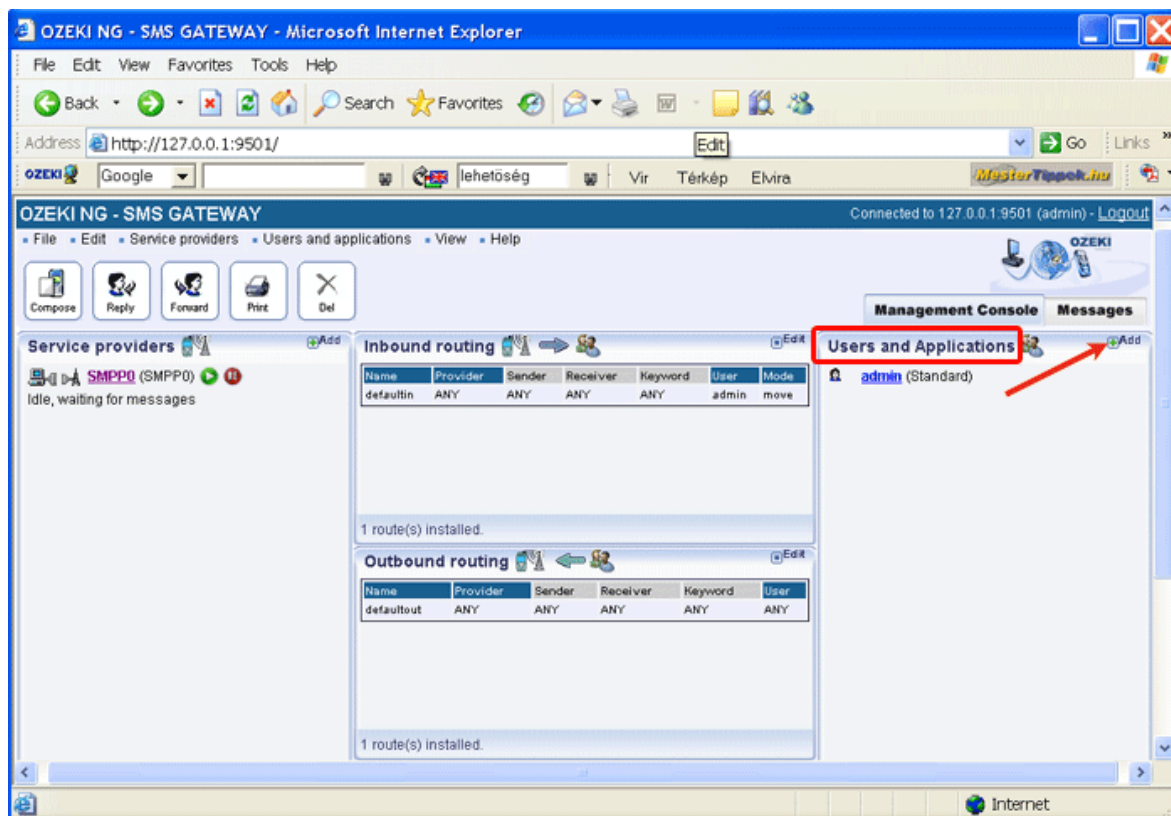 OZEKI NG - SMS GATEWAY - Microsoft Internet Explorer
File Edit View Favorites Tools Help
Back Search Favorites
Address http://127.0.0.1:9501/ Edit Go Links »
OZEKI Google lehetöség Vir Térkép Elvira MesterTippek.hu
OZEKI NG - SMS GATEWAY Connected to 127.0.0.1:9501 (admin) - Logout
File Edit Service providers Users and applications View Help
OZEKI
Compose Reply Forward Print Del
Management Console Messages
Service providers Add
SMPP0 (SMPP0)
Idle, waiting for messages
Inbound routing Edit
Name Provider Sender Receiver Keyword User Mode
defaultin ANY ANY ANY ANY admin move
1 route(s) installed.
Outbound routing Edit
Name Provider Sender Receiver Keyword User
defaultout ANY ANY ANY ANY ANY
1 route(s) installed.
Users and Applications Add
admin (Standard)
Internet